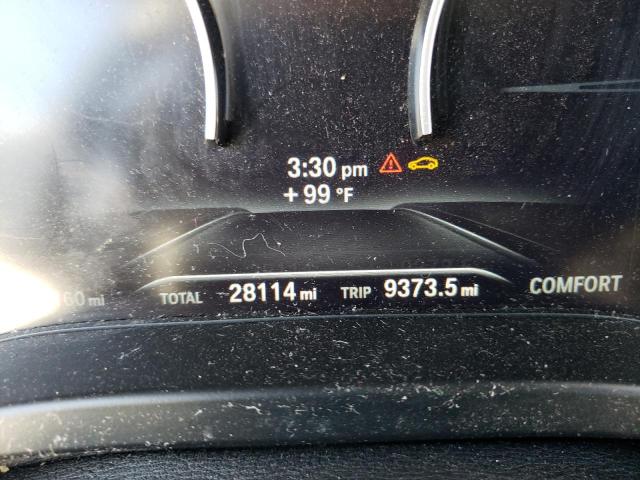 3:30 pm
+ 99 °F
60 mi TOTAL 28114 mi TRIP 9373.5 mi COMFORT